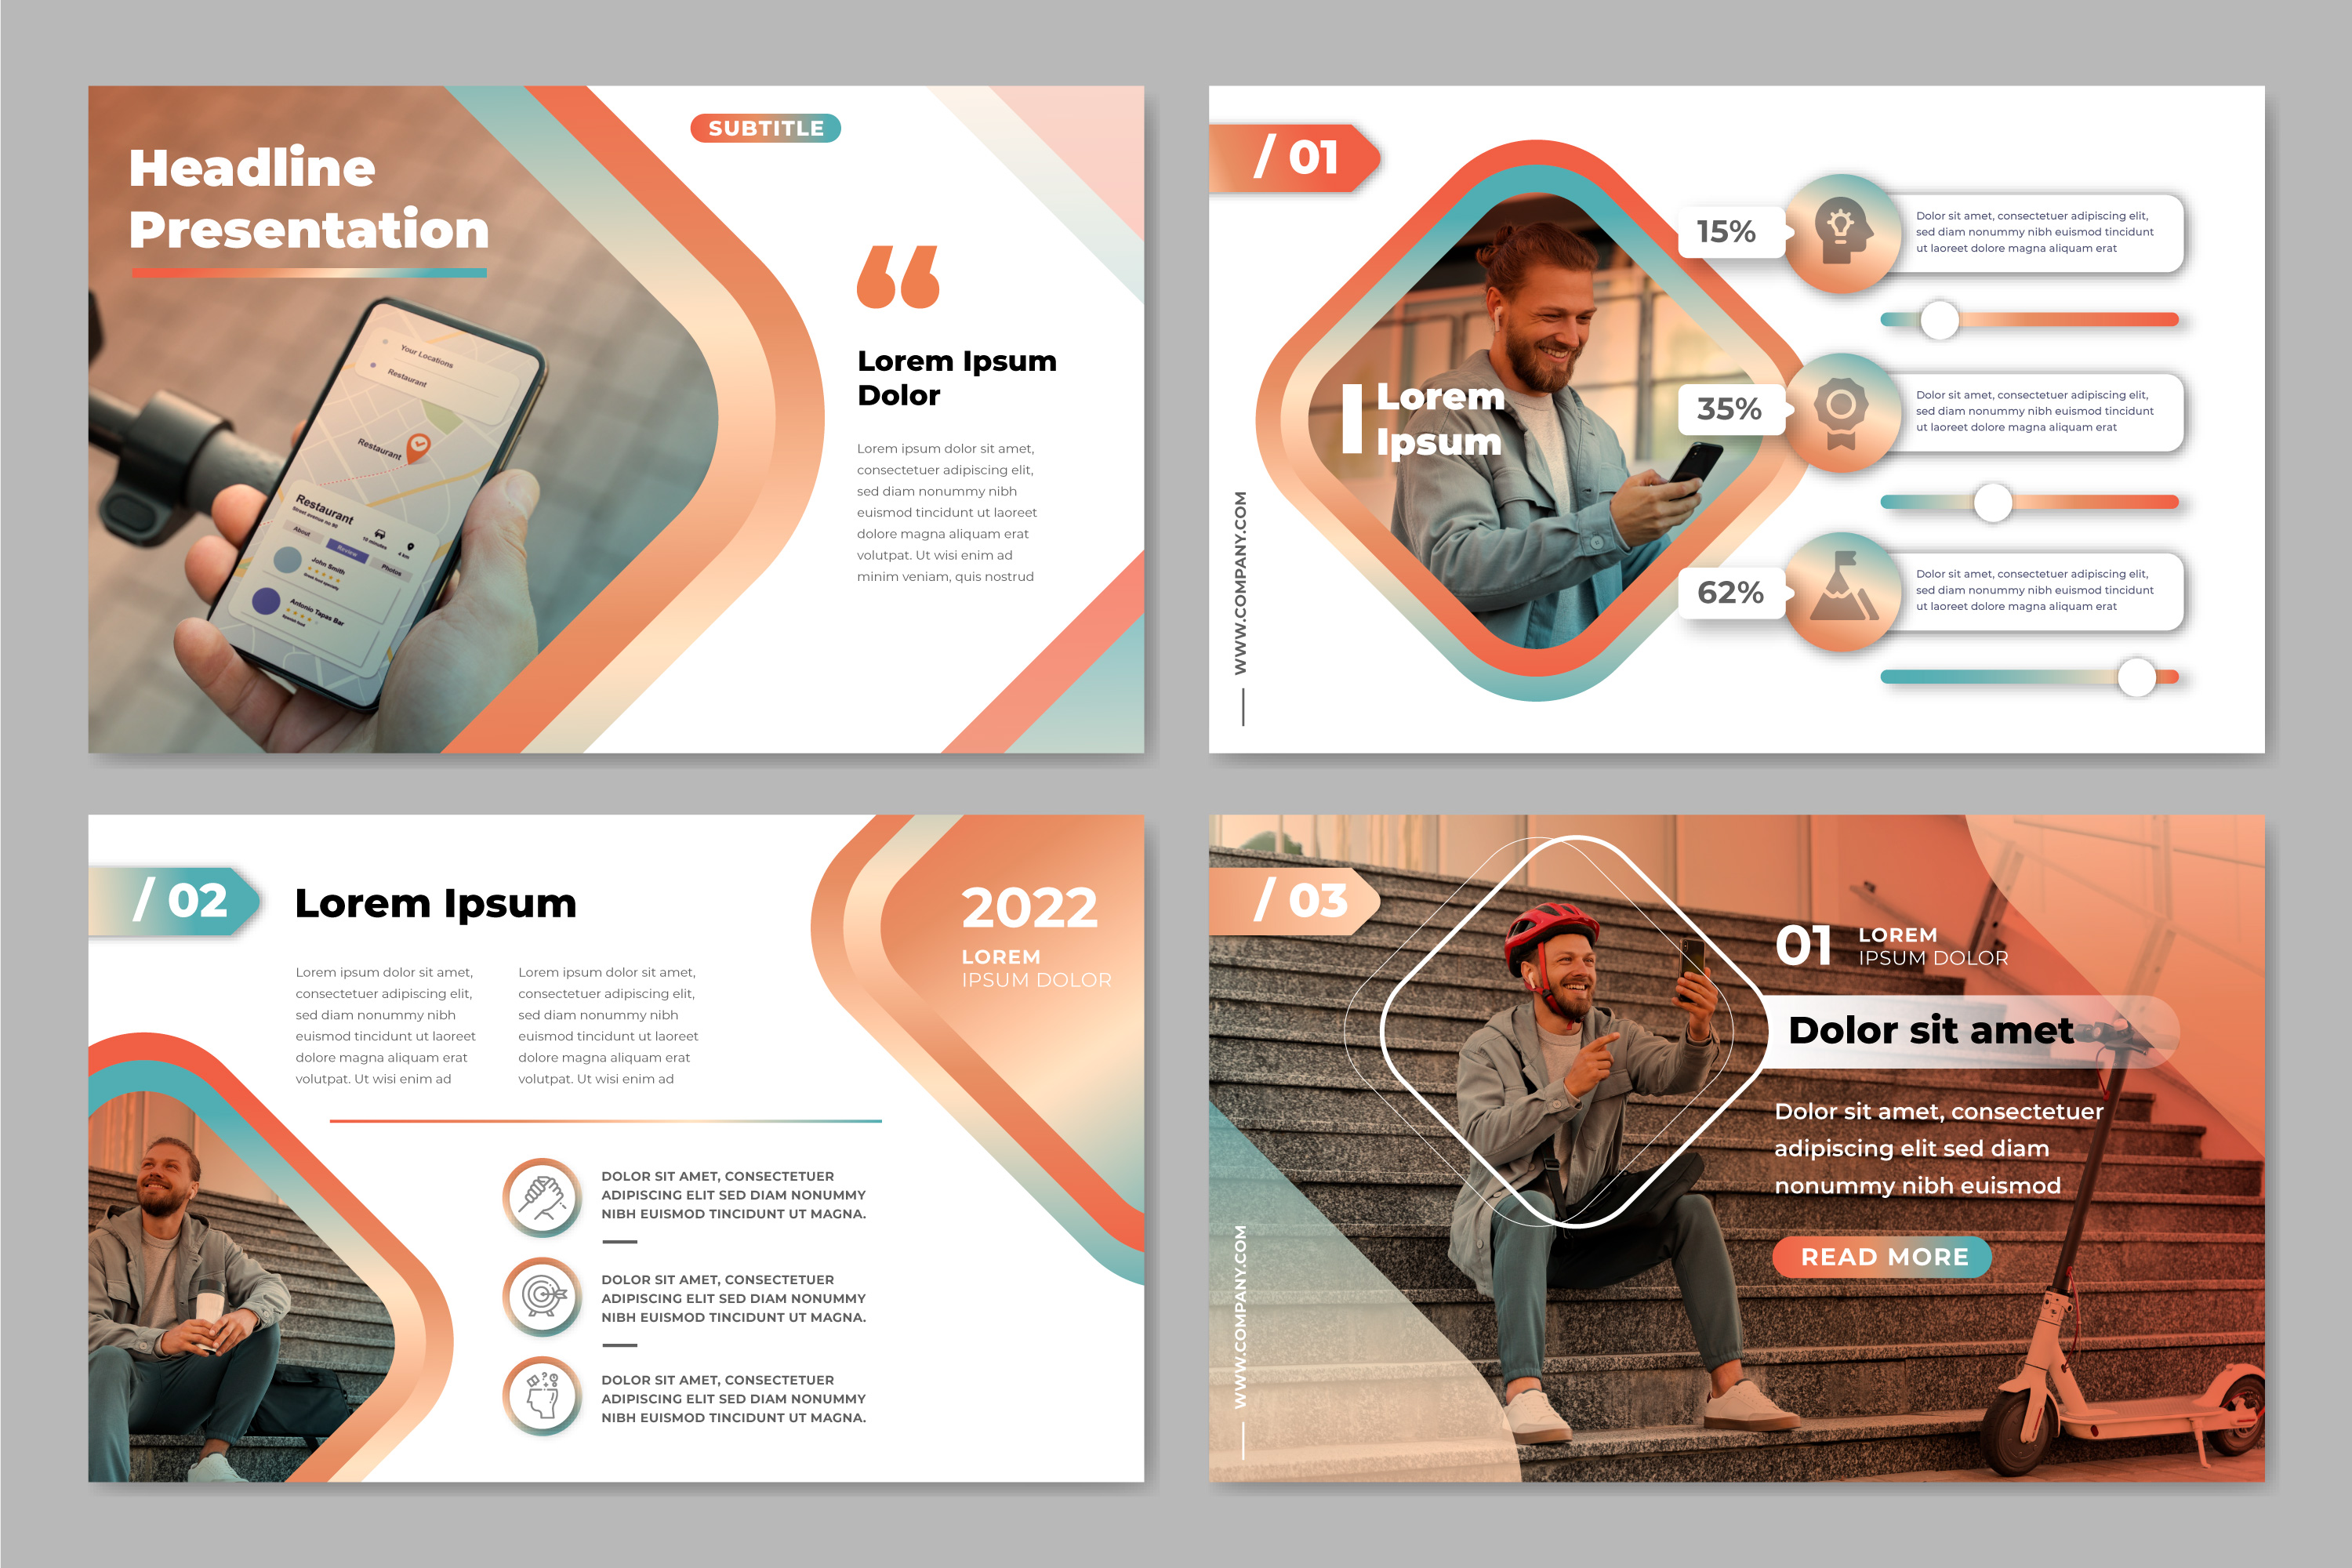 Headline
Presentation
Your Locations
Restaurant
Restaurant
Restaurant
Street avenue no 90
10 minutes
4 km
About
Review
Photos
John Smith
Antonio Tapas Bar
Spanish food
SUBTITLE
“
Lorem Ipsum
Dolor
Lorem ipsum dolor sit amet,
consectetuer adipiscing elit,
sed diam nonummy nibh
euismod tincidunt ut laoreet
dolore magna aliquam erat
volutpat. Ut wisi enim ad
minim veniam, quis nostrud
/ 01
Lorem
Ipsum
WWW.COMPANY.COM
15%
Dolor sit amet, consectetuer adipiscing elit,
sed diam nonummy nibh euismod tincidunt
ut laoreet dolore magna aliquam erat
35%
Dolor sit amet, consectetuer adipiscing elit,
sed diam nonummy nibh euismod tincidunt
ut laoreet dolore magna aliquam erat
62%
Dolor sit amet, consectetuer adipiscing elit,
sed diam nonummy nibh euismod tincidunt
ut laoreet dolore magna aliquam erat
/ 02
Lorem Ipsum
Lorem ipsum dolor sit amet,
consectetuer adipiscing elit,
sed diam nonummy nibh
euismod tincidunt ut laoreet
dolore magna aliquam erat
volutpat. Ut wisi enim ad
Lorem ipsum dolor sit amet,
consectetuer adipiscing elit,
sed diam nonummy nibh
euismod tincidunt ut laoreet
dolore magna aliquam erat
volutpat. Ut wisi enim ad
2022
LOREM
IPSUM DOLOR
DOLOR SIT AMET, CONSECTETUER
ADIPISCING ELIT SED DIAM NONUMMY
NIBH EUISMOD TINCIDUNT UT MAGNA.
DOLOR SIT AMET, CONSECTETUER
ADIPISCING ELIT SED DIAM NONUMMY
NIBH EUISMOD TINCIDUNT UT MAGNA.
DOLOR SIT AMET, CONSECTETUER
ADIPISCING ELIT SED DIAM NONUMMY
NIBH EUISMOD TINCIDUNT UT MAGNA.
/ 03
WWW.COMPANY.COM
01
LOREM
IPSUM DOLOR
Dolor sit amet
Dolor sit amet, consectetuer
adipiscing elit sed diam
nonummy nibh euismod
READ MORE